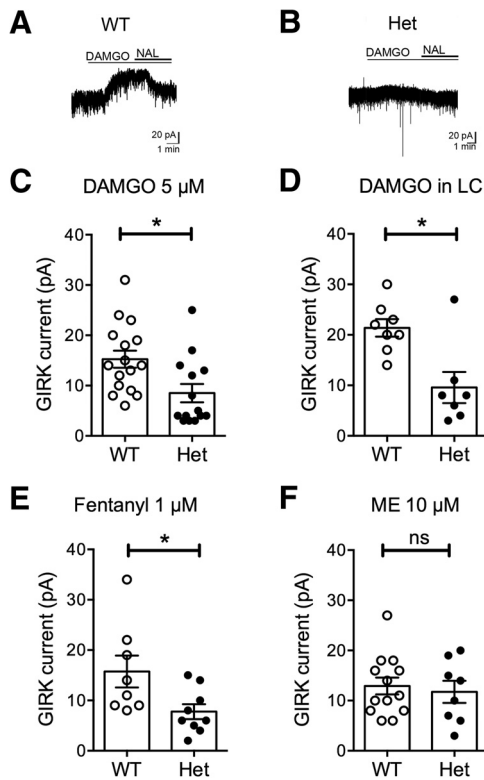 A
WT
DAMGO NAL
20 pA
1 min
B
Het
DAMGO NAL
20 pA
1 min
C
DAMGO 5 µM
*
GIRK current (pA)
40
30
20
10
0
WT Het
D
DAMGO in LC
*
GIRK current (pA)
40
30
20
10
0
WT Het
E
Fentanyl 1 µM
*
GIRK current (pA)
40
30
20
10
0
WT Het
F
ME 10 µM
ns
GIRK current (pA)
40
30
20
10
0
WT Het